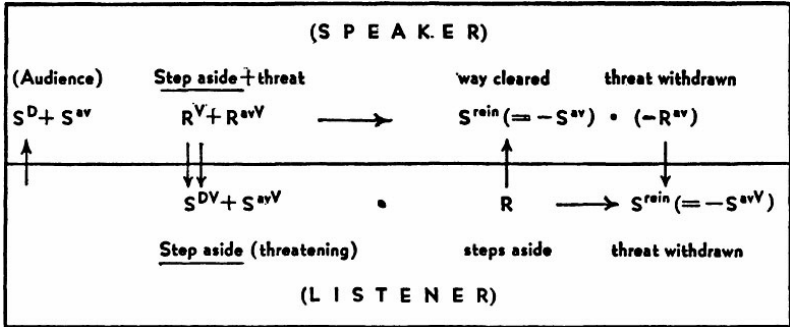 (SPEAKER)
(Audience) Step aside + threat way cleared threat withdrawn
S^D + S^av R^V + R^avV ⟶ S^rein (= – S^av) • (–R^av)
S^DV + S^avV • R ⟶ S^rein (= – S^avV)
Step aside (threatening) steps aside threat withdrawn
(LISTENER)